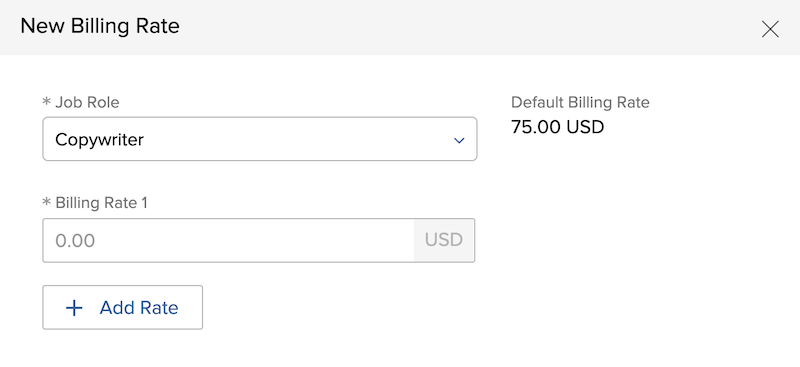 New Billing Rate
* Job Role
Default Billing Rate
Copywriter
75.00 USD
* Billing Rate 1
0.00 USD
+ Add Rate